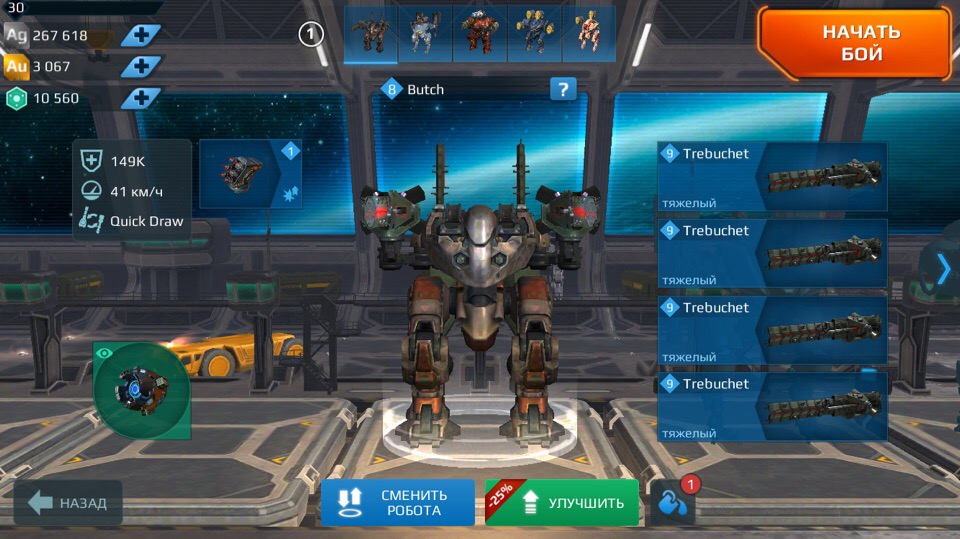 30
Ag 267 618
Au 3 067
10 560
1
НАЧАТЬ
БОЙ
8 Butch
?
149K
41 км/ч
Quick Draw
1
9 Trebuchet
тяжелый
9 Trebuchet
тяжелый
9 Trebuchet
тяжелый
9 Trebuchet
тяжелый
НАЗАД
СМЕНИТЬ
РОБОТА
-25%
УЛУЧШИТЬ
1